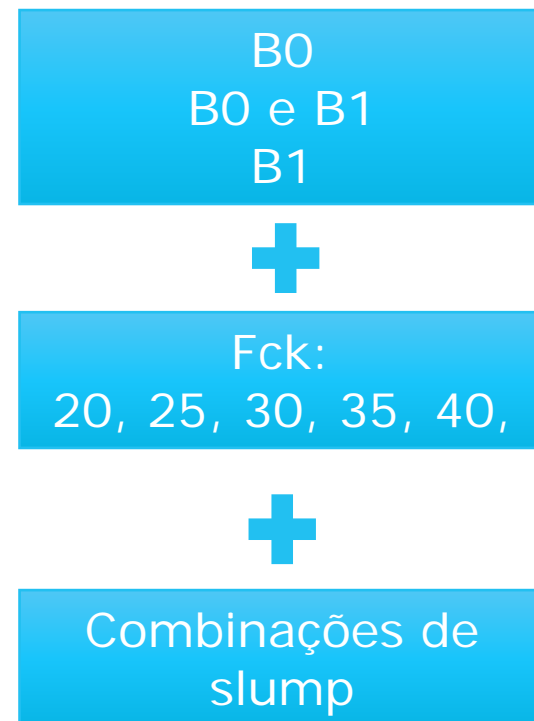 B0
B0 e B1
B1
Fck:
20, 25, 30, 35, 40,
Combinações de
slump